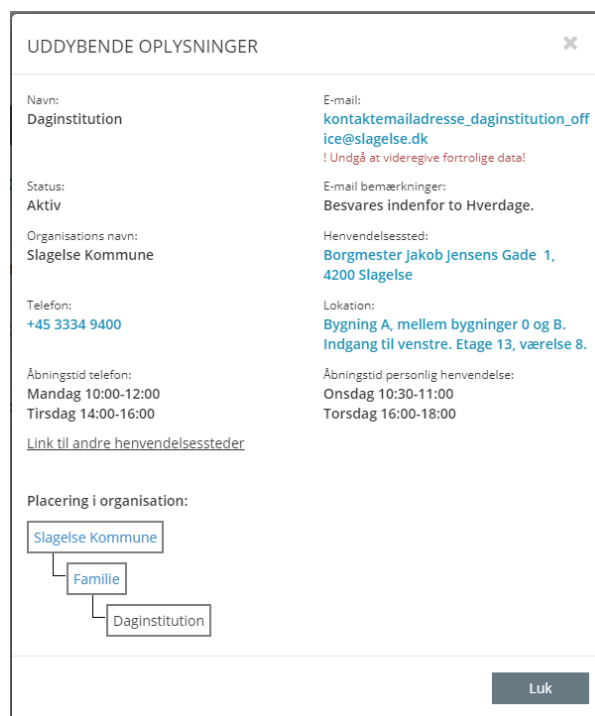 UDDYBENDE OPLYSNINGER
Navn:
Daginstitution
E-mail:
kontaktemailadresse_daginstitution_off
ice@slagelse.dk
! Undgå at videregive fortrolige data!
Status:
Aktiv
E-mail bemærkninger:
Besvares indenfor to Hverdage.
Organisations navn:
Slagelse Kommune
Henvendelsessted:
Borgmester Jakob Jensens Gade 1,
4200 Slagelse
Telefon:
+45 3334 9400
Lokation:
Bygning A, mellem bygninger 0 og B.
Indgang til venstre. Etage 13, værelse 8.
Åbningstid telefon:
Mandag 10:00-12:00
Tirsdag 14:00-16:00
Åbningstid personlig henvendelse:
Onsdag 10:30-11:00
Torsdag 16:00-18:00
Link til andre henvendelsessteder
Placering i organisation:
Slagelse Kommune
Familie
Daginstitution
Luk